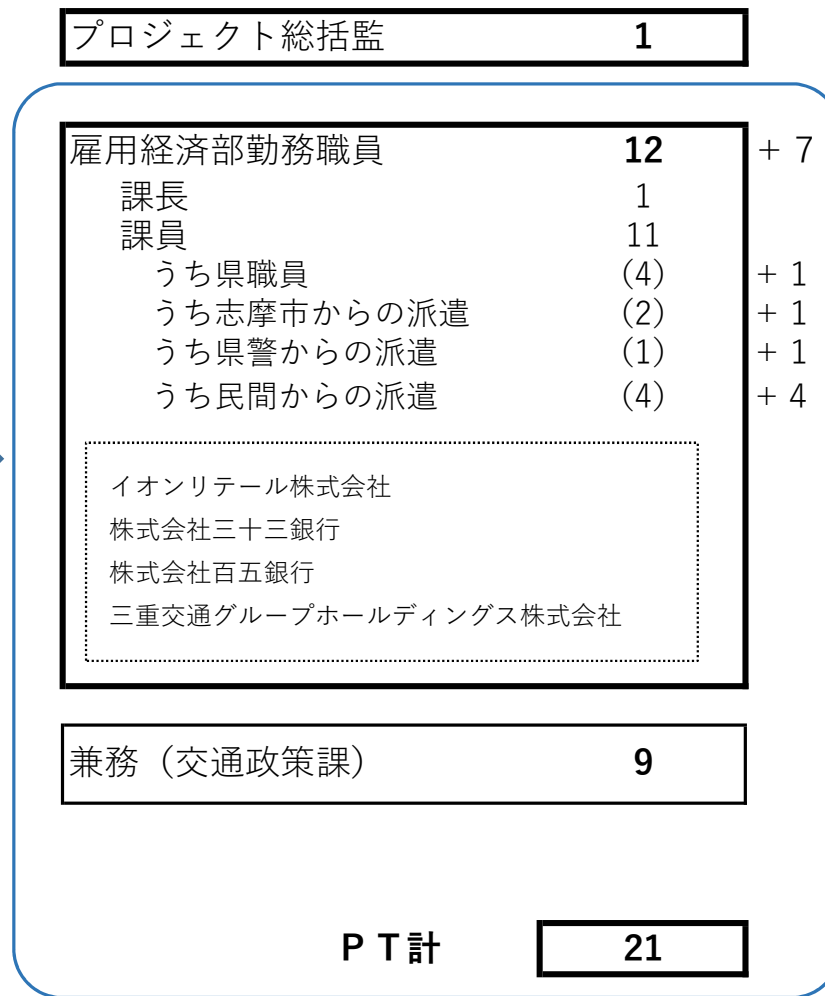 プロジェクト総括監 1
雇用経済部勤務職員 12 +7
課長 1
課員 11
うち県職員 (4) +1
うち志摩市からの派遣 (2) +1
うち県警からの派遣 (1) +1
うち民間からの派遣 (4) +4
イオンリテール株式会社
株式会社三十三銀行
株式会社百五銀行
三重交通グループホールディングス株式会社
兼務（交通政策課） 9
ＰＴ計 21